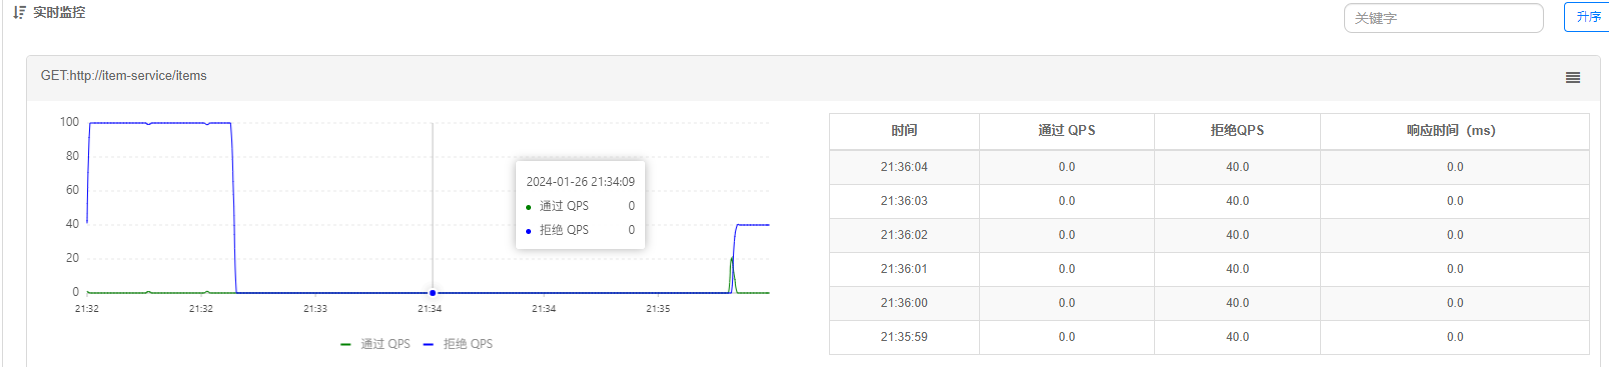 实时监控
关键字
升序
GET:http://item-service/items
100
80
60
40
20
0
21:32 21:32 21:33 21:34 21:34 21:35
2024-01-26 21:34:09
通过 QPS 0
拒绝 QPS 0
通过 QPS 拒绝 QPS
时间 通过 QPS 拒绝QPS 响应时间（ms）
21:36:04 0.0 40.0 0.0
21:36:03 0.0 40.0 0.0
21:36:02 0.0 40.0 0.0
21:36:01 0.0 40.0 0.0
21:36:00 0.0 40.0 0.0
21:35:59 0.0 40.0 0.0